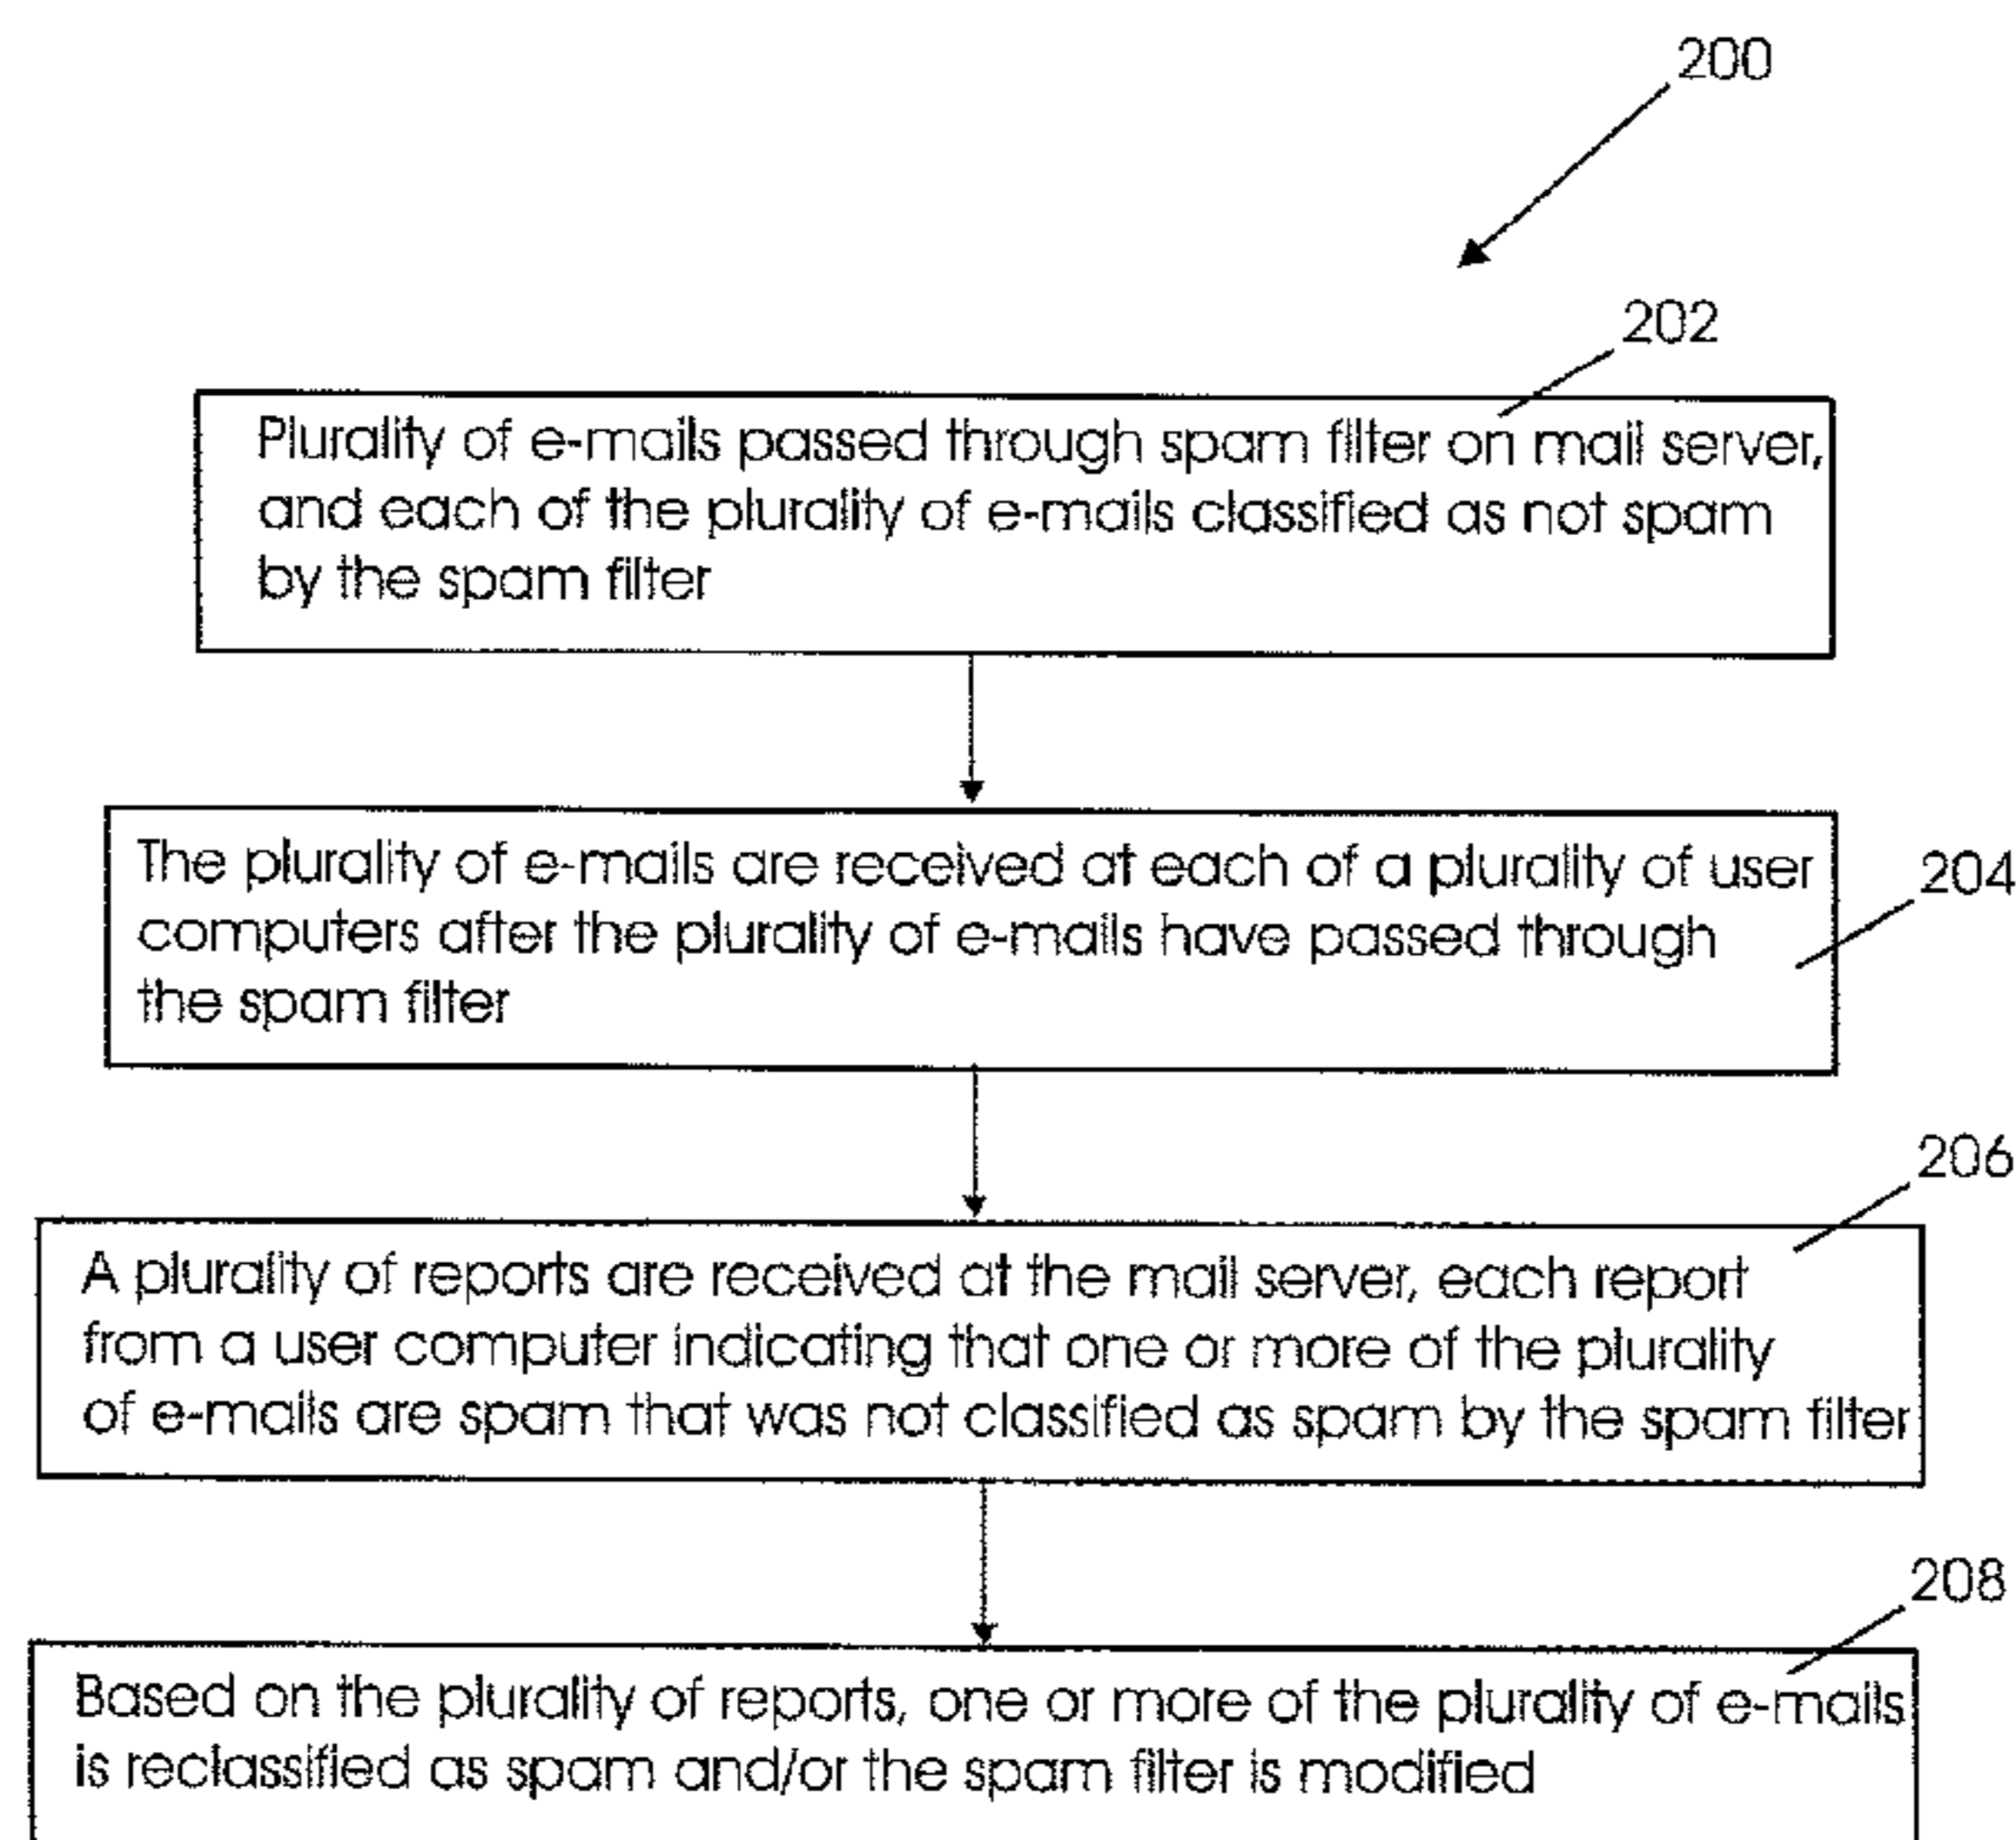 200
202
Plurality of e-mails passed through spam filter on mail server,
and each of the plurality of e-mails classified as not spam
by the spam filter
The plurality of e-mails are received at each of a plurality of user
204
computers after the plurality of e-mails have passed through
the spam filter
206
A plurality of reports are received at the mail server, each report
from a user computer indicating that one or more of the plurality
of e-mails are spam that was not classified as spam by the spam filter
208
Based on the plurality of reports, one or more of the plurality of e-mails
is reclassified as spam and/or the spam filter is modified